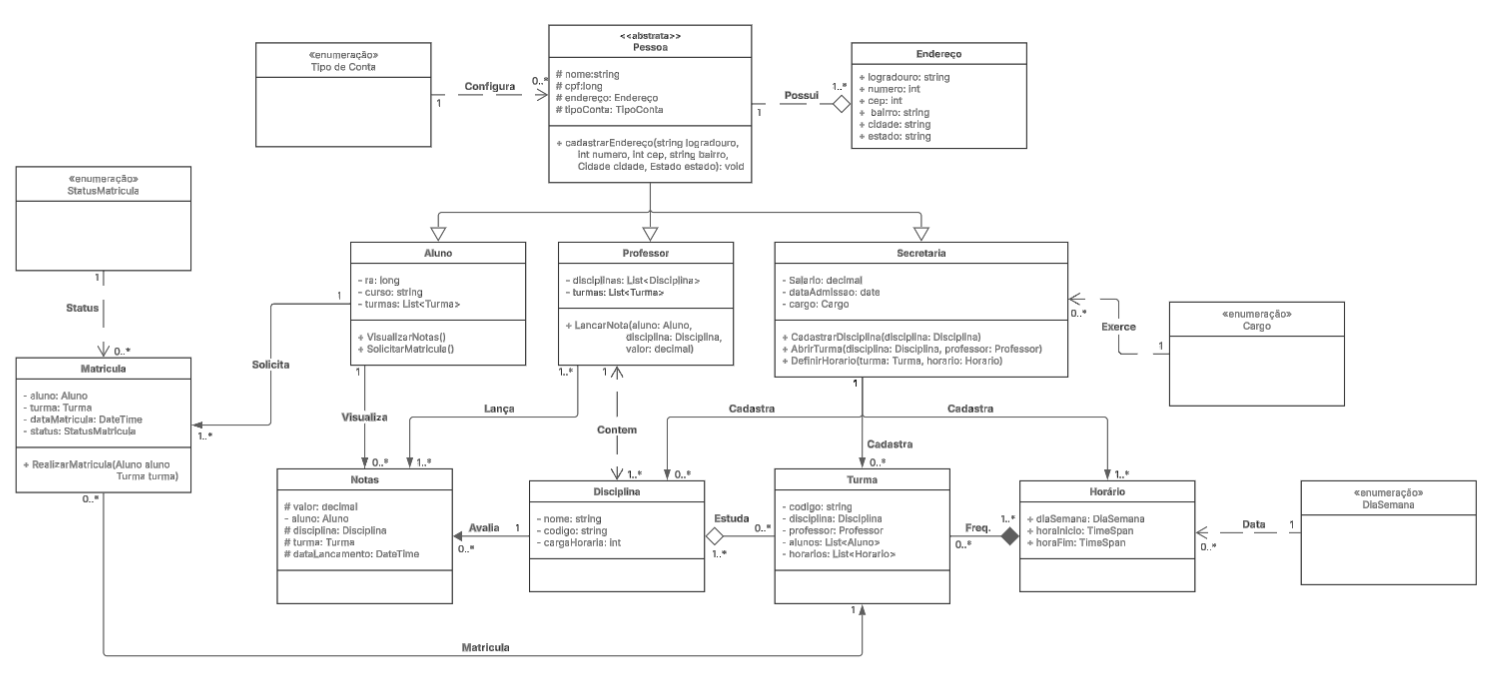 <<abstrata>>
Pessoa
# nome:string
# cpf:long
# endereço: Endereço
# tipoConta: TipoConta
+ cadastrarEndereço(string logradouro,
int numero, int cep, string bairro,
Cidade cidade, Estado estado): void
«enumeração»
Tipo de Conta
1
Configura
0..*
1
Possui
1..*
Endereço
+ logradouro: string
+ numero: int
+ cep: int
+ bairro: string
+ cidade: string
+ estado: string
«enumeração»
StatusMatricula
1
Status
0..*
Aluno
- ra: long
- curso: string
- turmas: List<Turma>
+ VisualizarNotas()
+ SolicitarMatricula()
Professor
- disciplinas: List<Disciplina>
- turmas: List<Turma>
+ LancarNota(aluno: Aluno,
disciplina: Disciplina,
valor: decimal)
Secretaria
- Salario: decimal
- dataAdmissao: date
- cargo: Cargo
+ CadastrarDisciplina(disciplina: Disciplina)
+ AbrirTurma(disciplina: Disciplina, professor: Professor)
+ DefinirHorario(turma: Turma, horario: Horario)
0..*
Exerce
1
«enumeração»
Cargo
Matricula
- aluno: Aluno
- turma: Turma
- dataMatricula: DateTime
- status: StatusMatricula
+ RealizarMatricula(Aluno aluno
Turma turma)
1
Solicita
1..*
1
Visualiza
0..*
1..*
Lança
1..*
1
Contem
1..*
1
Cadastra
0..*
Cadastra
0..*
Cadastra
1..*
Notas
# valor: decimal
- aluno: Aluno
# disciplina: Disciplina
# turma: Turma
# dataLancamento: DateTime
Avalia
1
0..*
Disciplina
- nome: string
- codigo: string
- cargaHoraria: int
Estuda
0..*
1..*
Turma
- codigo: string
- disciplina: Disciplina
- professor: Professor
- alunos: List<Aluno>
- horarios: List<Horario>
Freq.
1..*
0..*
Horário
+ diaSemana: DiaSemana
+ horaInicio: TimeSpan
+ horaFim: TimeSpan
Data
1
0..*
«enumeração»
DiaSemana
0..*
Matricula
1